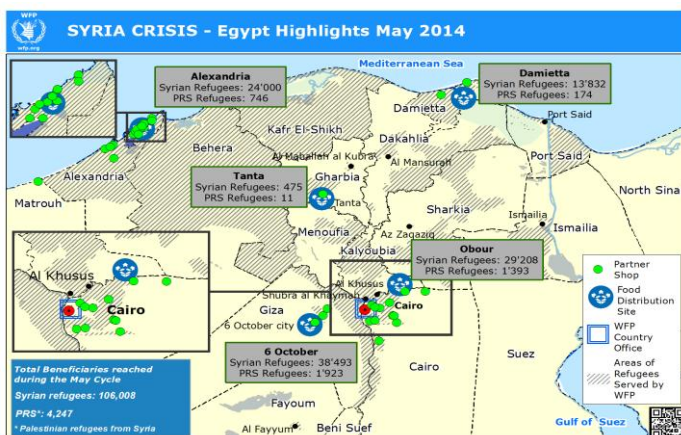 WFP
wfp.org
SYRIA CRISIS - Egypt Highlights May 2014
Mediterranean Sea
Alexandria
Syrian Refugees: 24'000
PRS Refugees: 746
Damietta
Syrian Refugees: 13'832
PRS Refugees: 174
Damietta
Port Said
Kafr El-Shikh
Behera
Dakahlia
Al Mahallah al Kubra
Al Mansurah
Port Said
Alexandria
Tanta
Syrian Refugees: 475
PRS Refugees: 11
Gharbia
Tanta
North Sina
Matrouh
Sharkia
Ismailia
Ismailia
Menoufia
Az Zagazig
Kalyoubia
Obour
Syrian Refugees: 29'208
PRS Refugees: 1'393
Al Khusus
Cairo
Al Khusus
Shubra al Khaymah
Cairo
Giza
6 October city
6 October
Syrian Refugees: 38'493
PRS Refugees: 1'923
Cairo
Suez
Partner
Shop
Food
Distribution
Site
WFP
Country
Office
Areas of
Refugees
Served by
WFP
Total Beneficiaries reached
during the May Cycle
Syrian refugees: 106,008
PRS*: 4,247
* Palestinian refugees from Syria
Fayoum
Al Fayyum
Beni Suef
Gulf of Suez